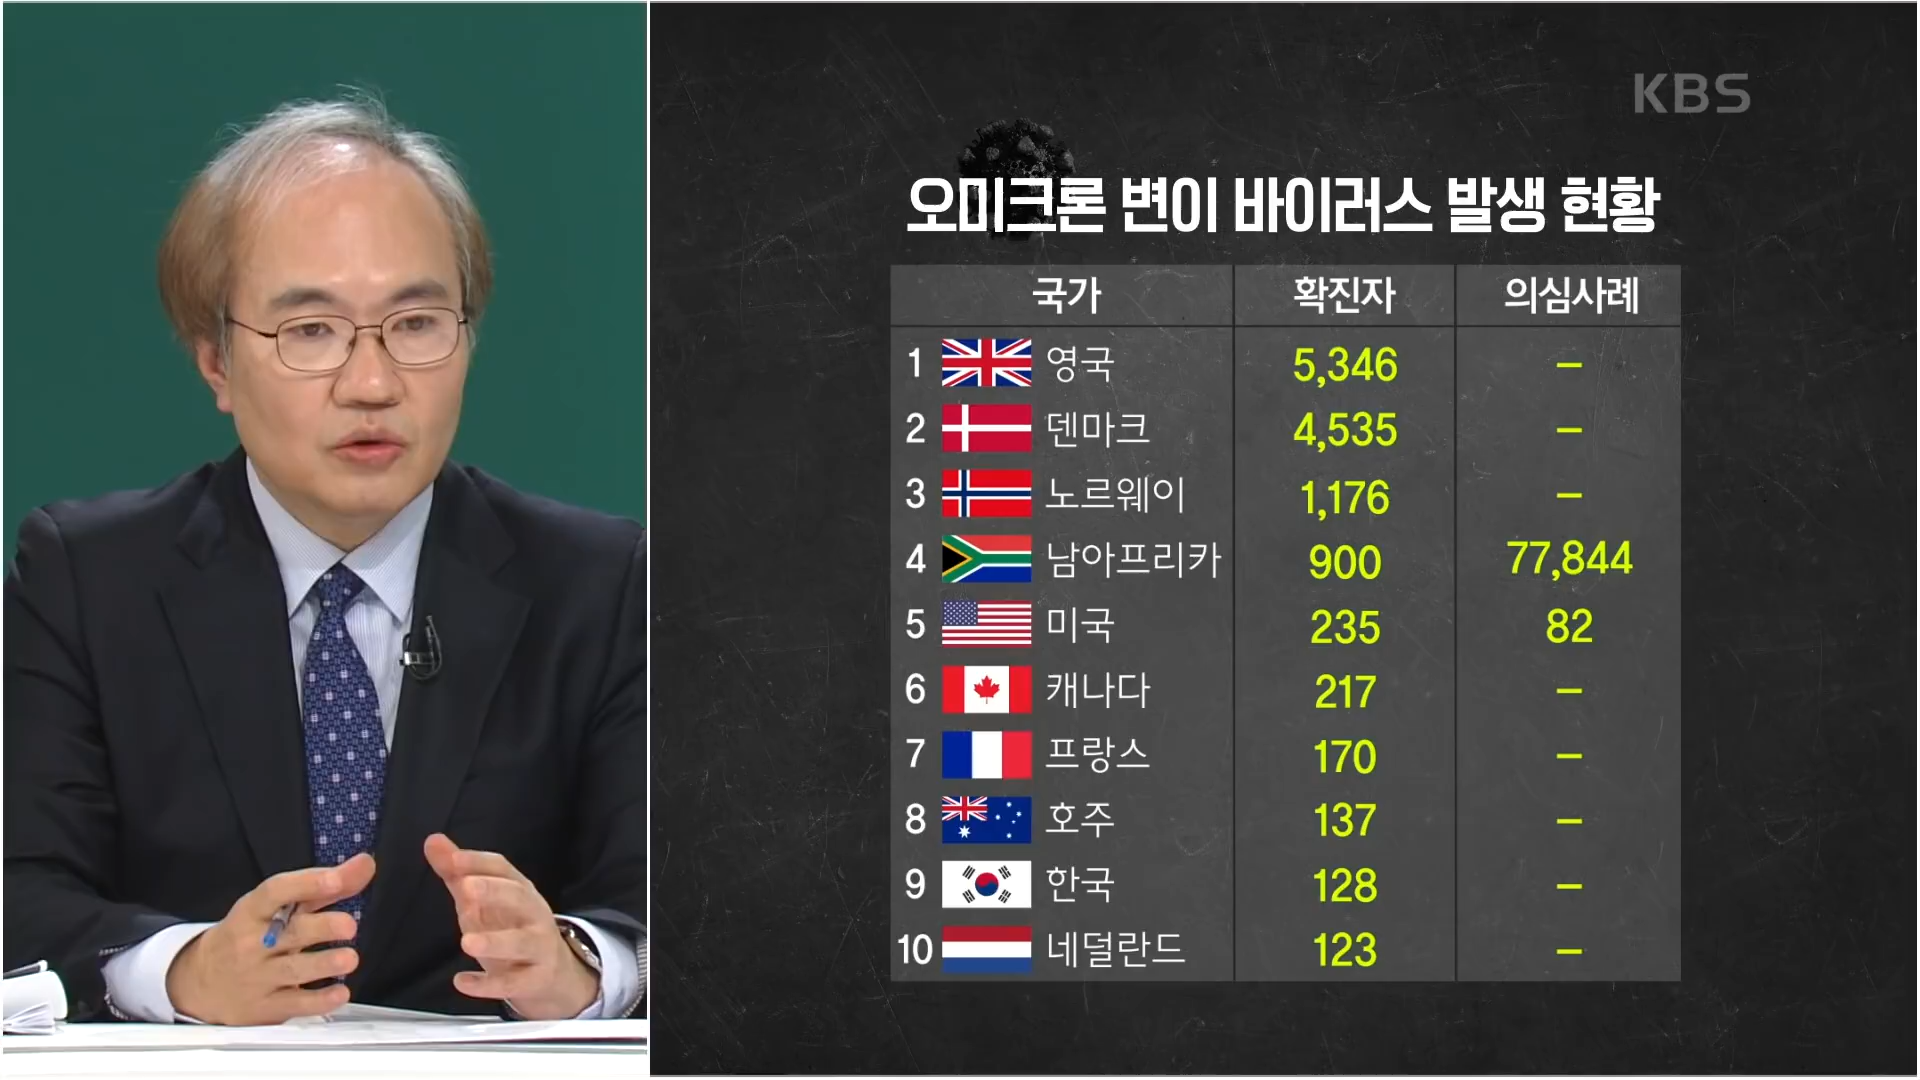 KBS
오미크론 변이 바이러스 발생 현황
국가 확진자 의심사례
1 영국 5,346 –
2 덴마크 4,535 –
3 노르웨이 1,176 –
4 남아프리카 900 77,844
5 미국 235 82
6 캐나다 217 –
7 프랑스 170 –
8 호주 137 –
9 한국 128 –
10 네덜란드 123 –